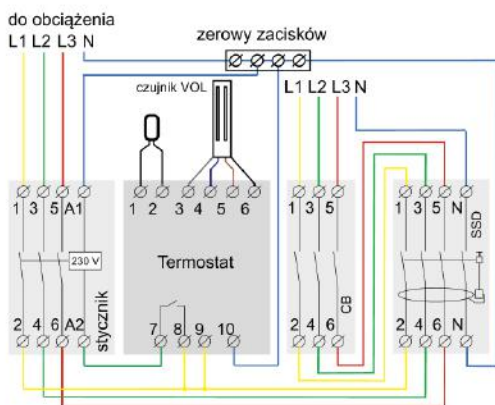 do obciążenia
L1 L2 L3 N
zerowy zacisków
czujnik VOL
L1 L2 L3 N
1 3 5 A1
1 2 3 4 5 6
1 3 5
1 3 5 N
230 V
Termostat
stycznik
CB
SSD
2 4 6 A2
7 8 9 10
2 4 6
2 4 6 N